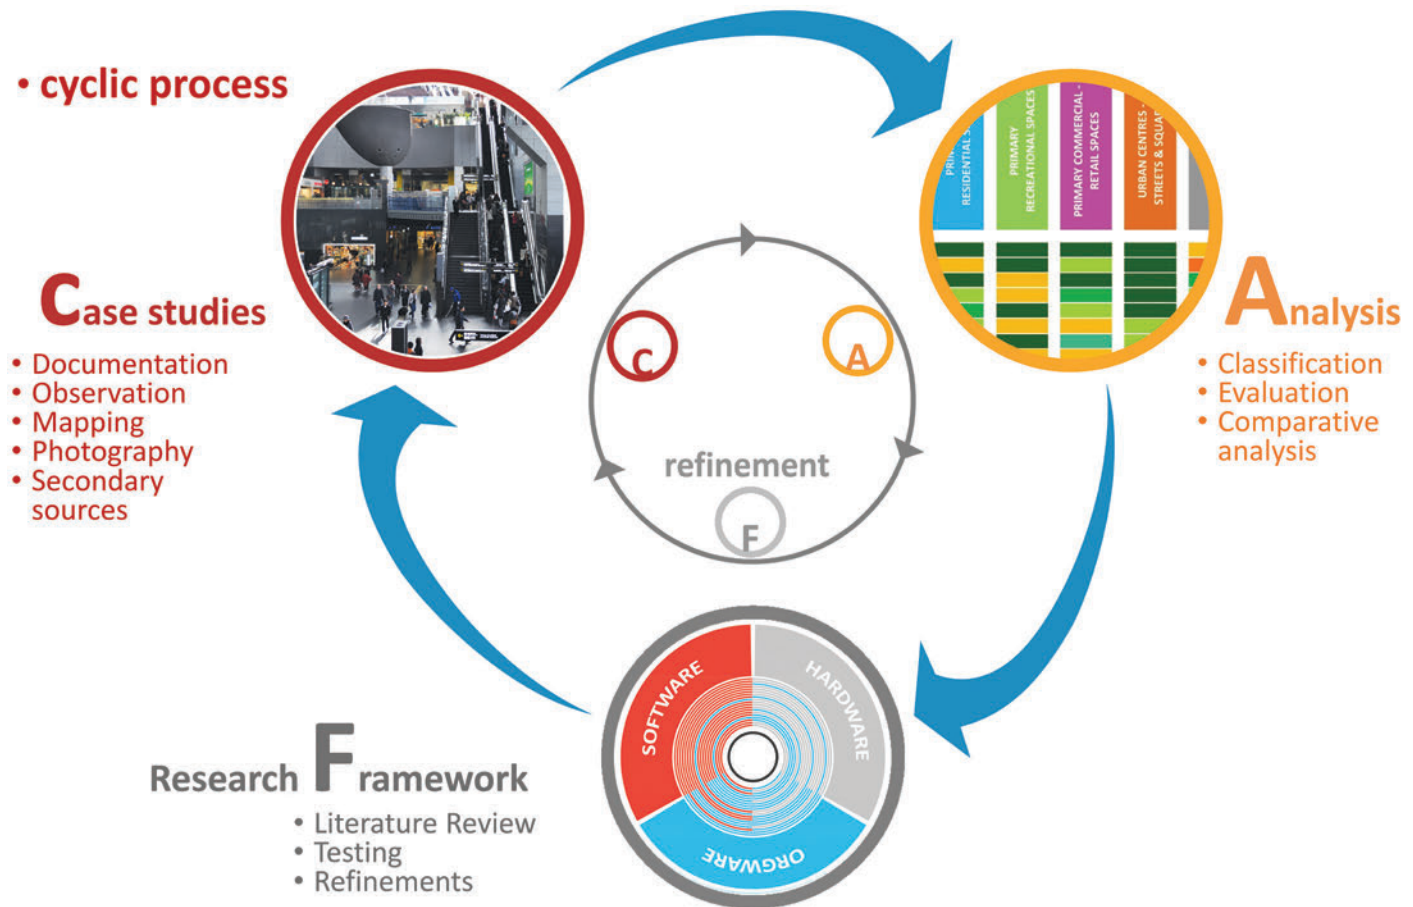 • cyclic process
Case studies
• Documentation
• Observation
• Mapping
• Photography
• Secondary
sources
RESIDENTIAL
PRIMARY
RECREATIONAL SPACES
PRIMARY COMMERCIAL -
RETAIL SPACES
URBAN CENTRES -
STREETS &
Analysis
• Classification
• Evaluation
• Comparative
analysis
C
A
refinement
F
SOFTWARE
HARDWARE
ORGWARE
Research Framework
• Literature Review
• Testing
• Refinements